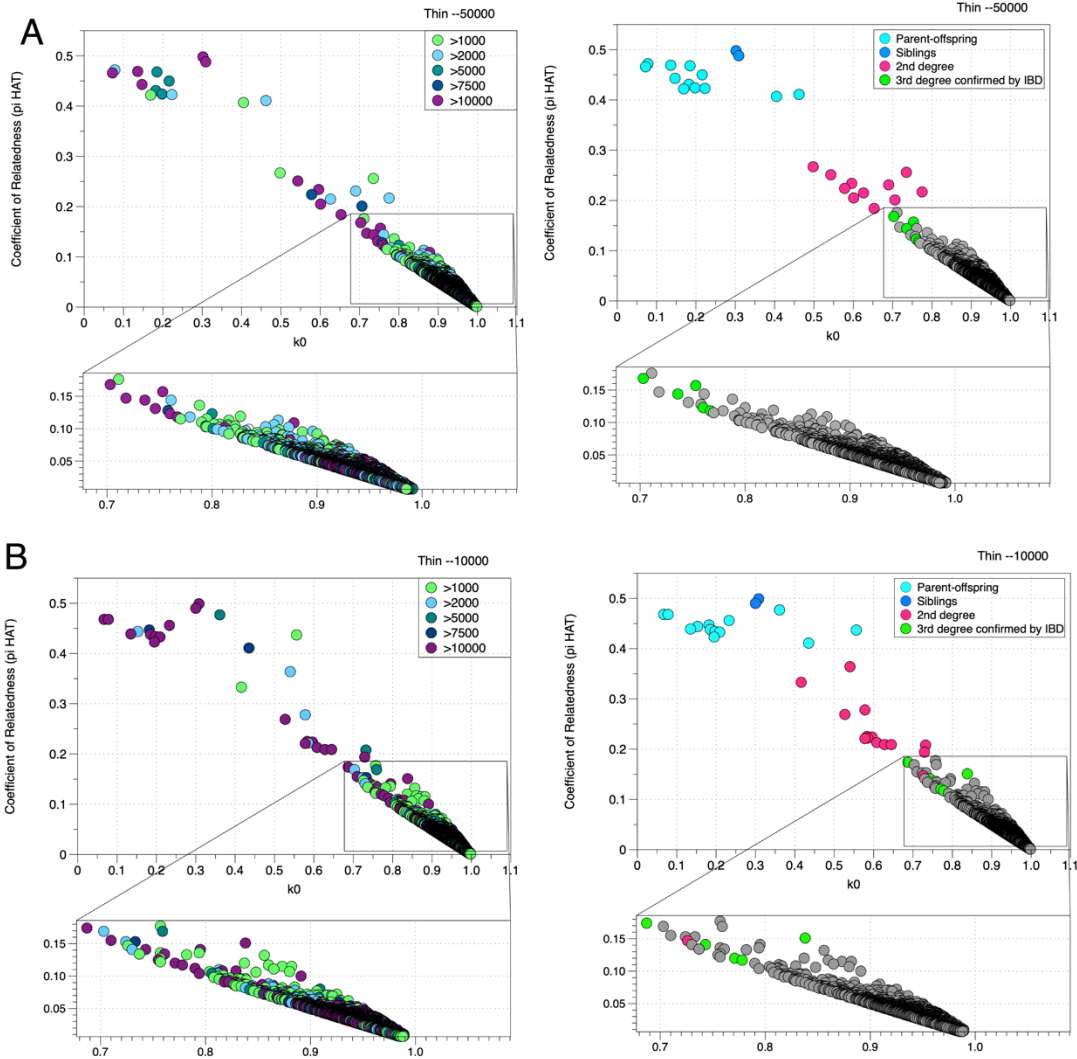 A
Thin --50000
>1000
>2000
>5000
>7500
>10000
Coefficient of Relatedness (pi HAT)
0.5
0.4
0.3
0.2
0.1
0
0 0.1 0.2 0.3 0.4 0.5 0.6 0.7 0.8 0.9 1.0 1.1
k0
0.15
0.10
0.05
0.7 0.8 0.9 1.0
Thin --50000
Parent-offspring
Siblings
2nd degree
3rd degree confirmed by IBD
Coefficient of Relatedness (pi HAT)
0.5
0.4
0.3
0.2
0.1
0
0 0.1 0.2 0.3 0.4 0.5 0.6 0.7 0.8 0.9 1.0 1.1
k0
0.15
0.10
0.05
0.7 0.8 0.9 1.0
B
Thin --10000
>1000
>2000
>5000
>7500
>10000
Coefficient of Relatedness (pi HAT)
0.5
0.4
0.3
0.2
0.1
0
0 0.1 0.2 0.3 0.4 0.5 0.6 0.7 0.8 0.9 1.0 1.1
k0
0.15
0.10
0.05
0.7 0.8 0.9 1.0
Thin --10000
Parent-offspring
Siblings
2nd degree
3rd degree confirmed by IBD
Coefficient of Relatedness (pi HAT)
0.5
0.4
0.3
0.2
0.1
0
0 0.1 0.2 0.3 0.4 0.5 0.6 0.7 0.8 0.9 1.0 1.1
k0
0.15
0.10
0.05
0.7 0.8 0.9 1.0